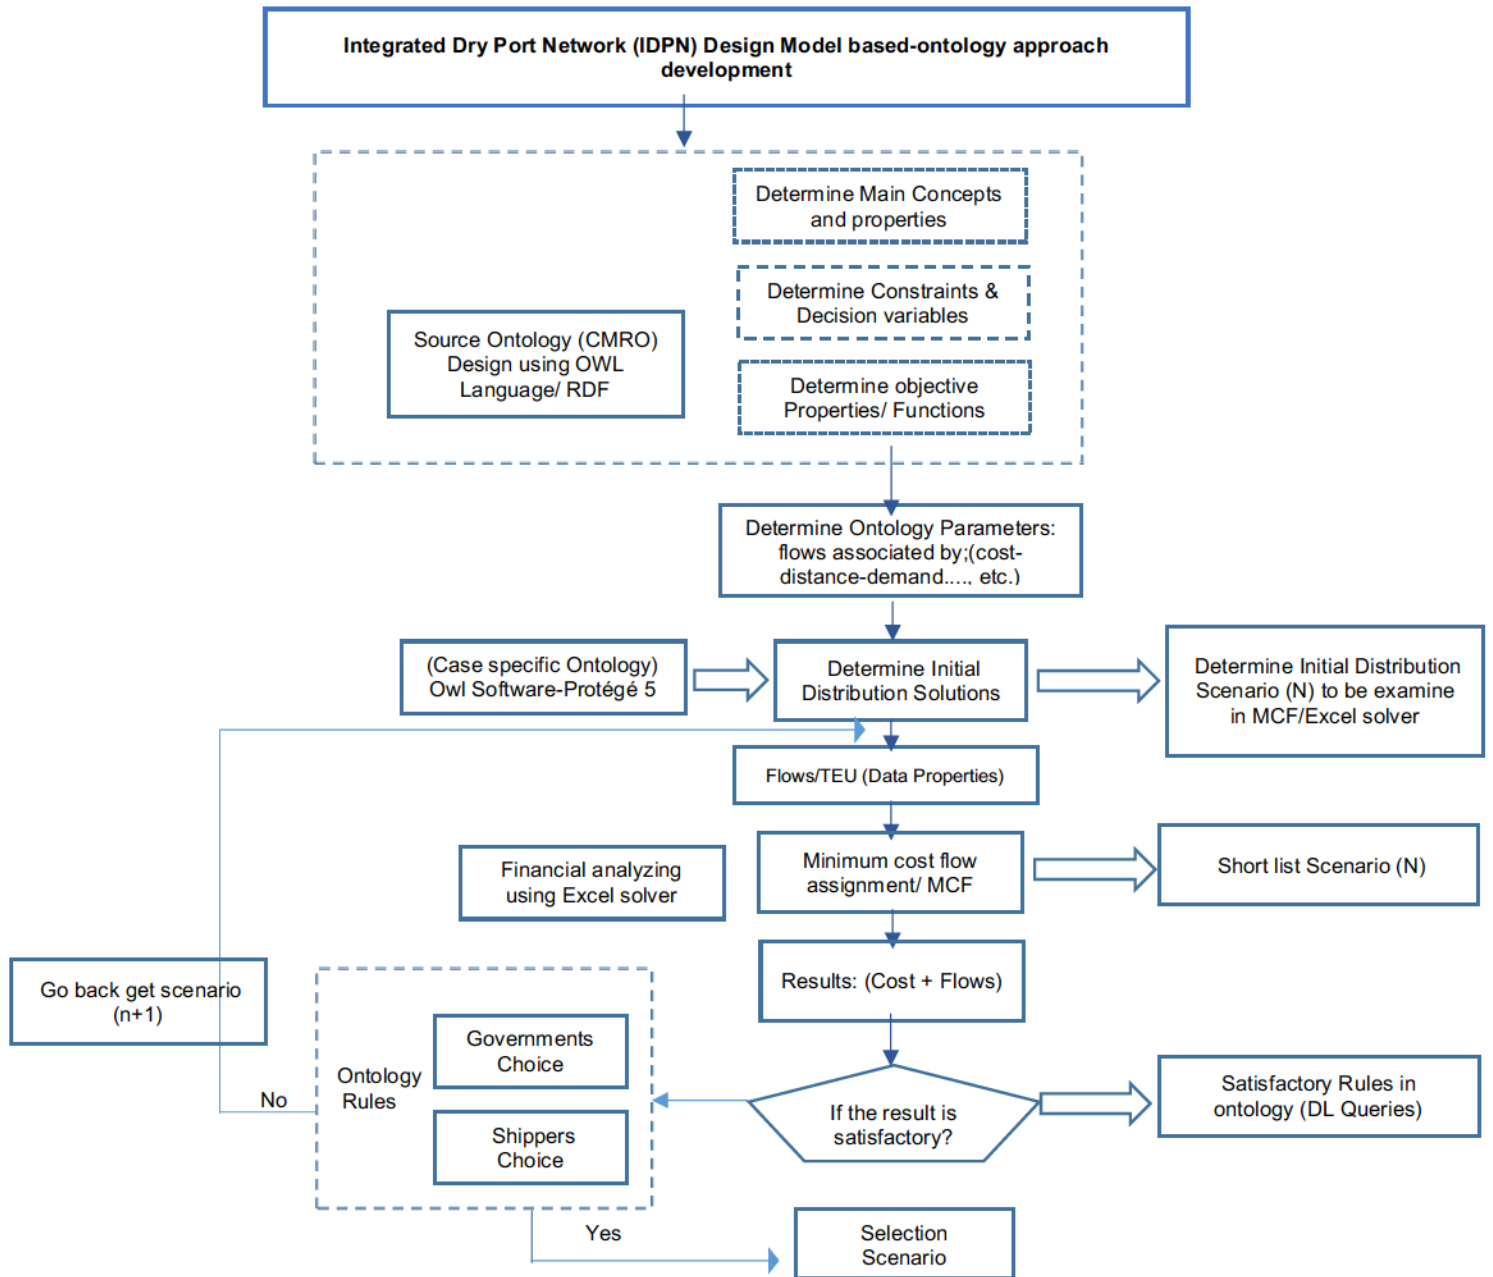 Integrated Dry Port Network (IDPN) Design Model based-ontology approach
development
Determine Main Concepts
and properties
Determine Constraints &
Decision variables
Source Ontology (CMRO)
Design using OWL
Language/ RDF
Determine objective
Properties/ Functions
Determine Ontology Parameters:
flows associated by;(cost-
distance-demand...., etc.)
(Case specific Ontology)
Owl Software-Protégé 5
Determine Initial
Distribution Solutions
Determine Initial Distribution
Scenario (N) to be examine
in MCF/Excel solver
Flows/TEU (Data Properties)
Financial analyzing
using Excel solver
Minimum cost flow
assignment/ MCF
Short list Scenario (N)
Go back get scenario
(n+1)
Results: (Cost + Flows)
Governments
Choice
Ontology
Rules
No
Shippers
Choice
If the result is
satisfactory?
Satisfactory Rules in
ontology (DL Queries)
Yes
Selection
Scenario